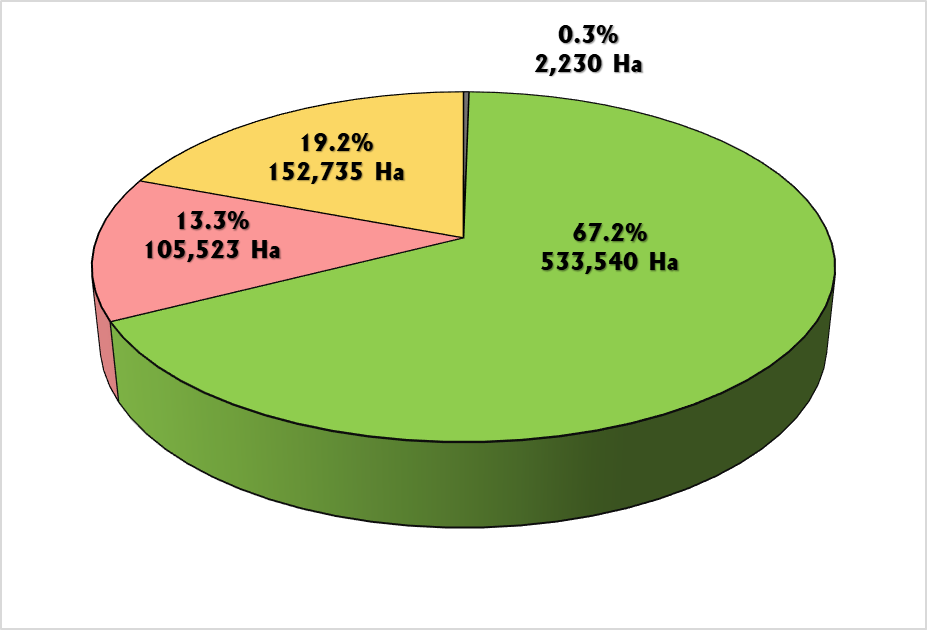 0.3%
2,230 Ha
19.2%
152,735 Ha
13.3%
105,523 Ha
67.2%
533,540 Ha